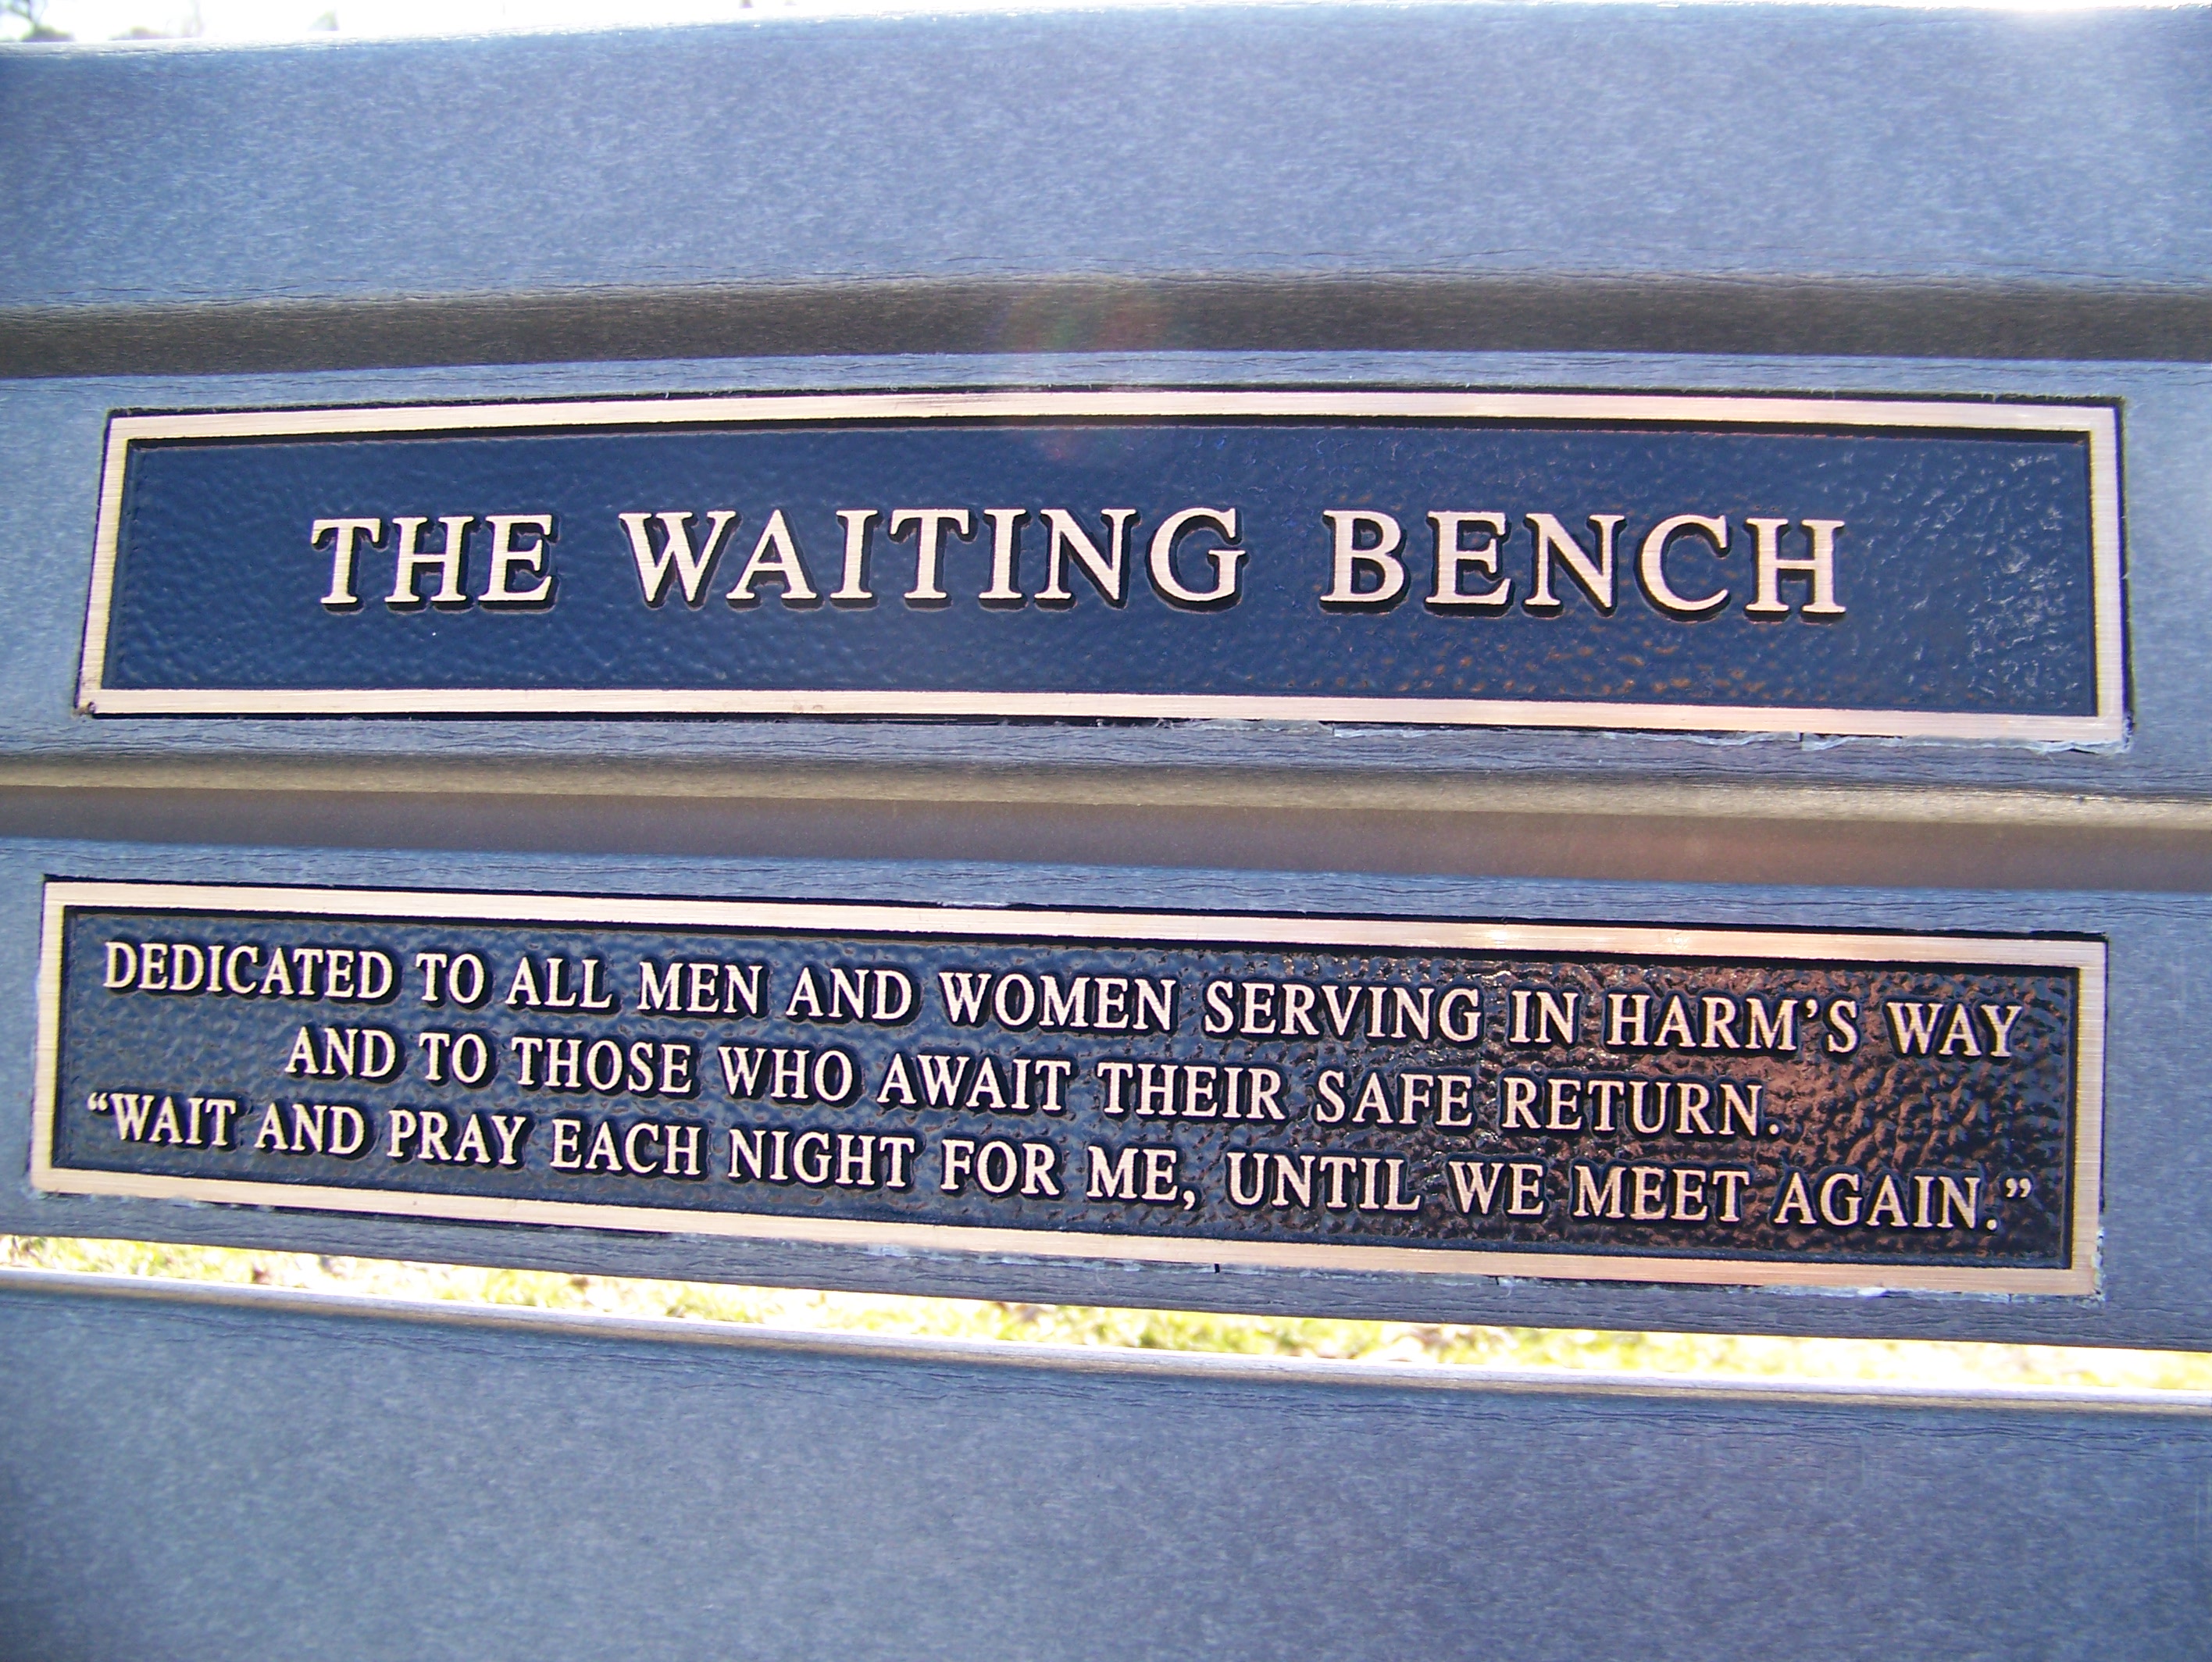 THE WAITING BENCH
DEDICATED TO ALL MEN AND WOMEN SERVING IN HARM'S WAY
AND TO THOSE WHO AWAIT THEIR SAFE RETURN.
“WAIT AND PRAY EACH NIGHT FOR ME, UNTIL WE MEET AGAIN.”